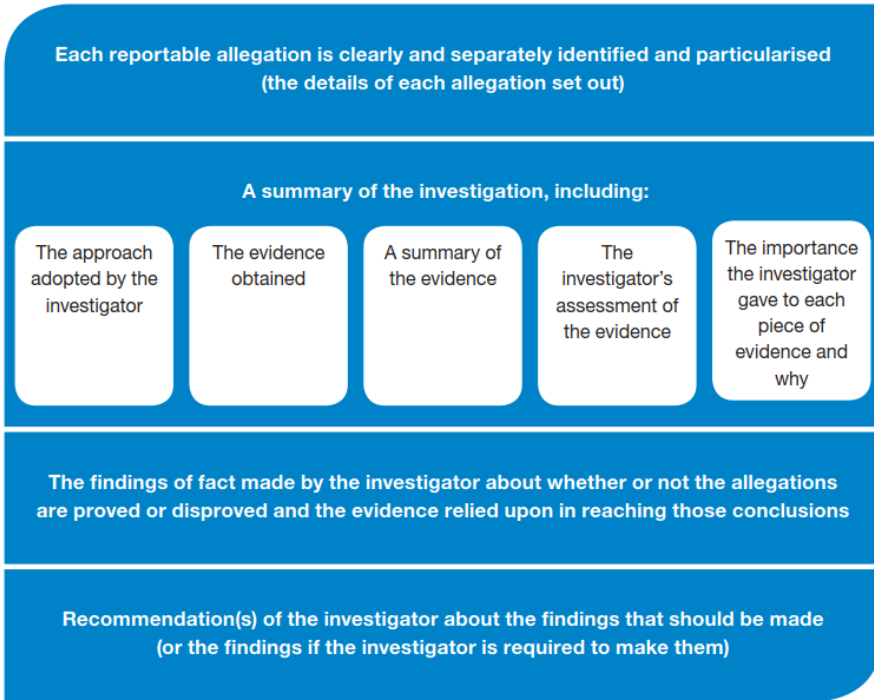 Each reportable allegation is clearly and separately identified and particularised
(the details of each allegation set out)
A summary of the investigation, including:
The approach
adopted by the
investigator
The evidence
obtained
A summary of
the evidence
The
investigator’s
assessment of
the evidence
The importance
the investigator
gave to each
piece of
evidence and
why
The findings of fact made by the investigator about whether or not the allegations
are proved or disproved and the evidence relied upon in reaching those conclusions
Recommendation(s) of the investigator about the findings that should be made
(or the findings if the investigator is required to make them)